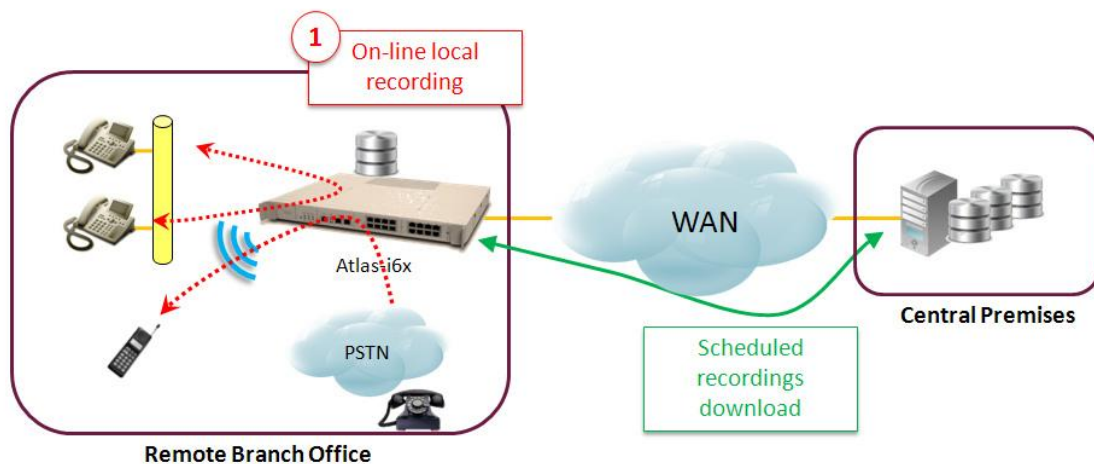 1
On-line local
recording
Atlas-i6x
WAN
PSTN
Central Premises
Scheduled
recordings
download
Remote Branch Office